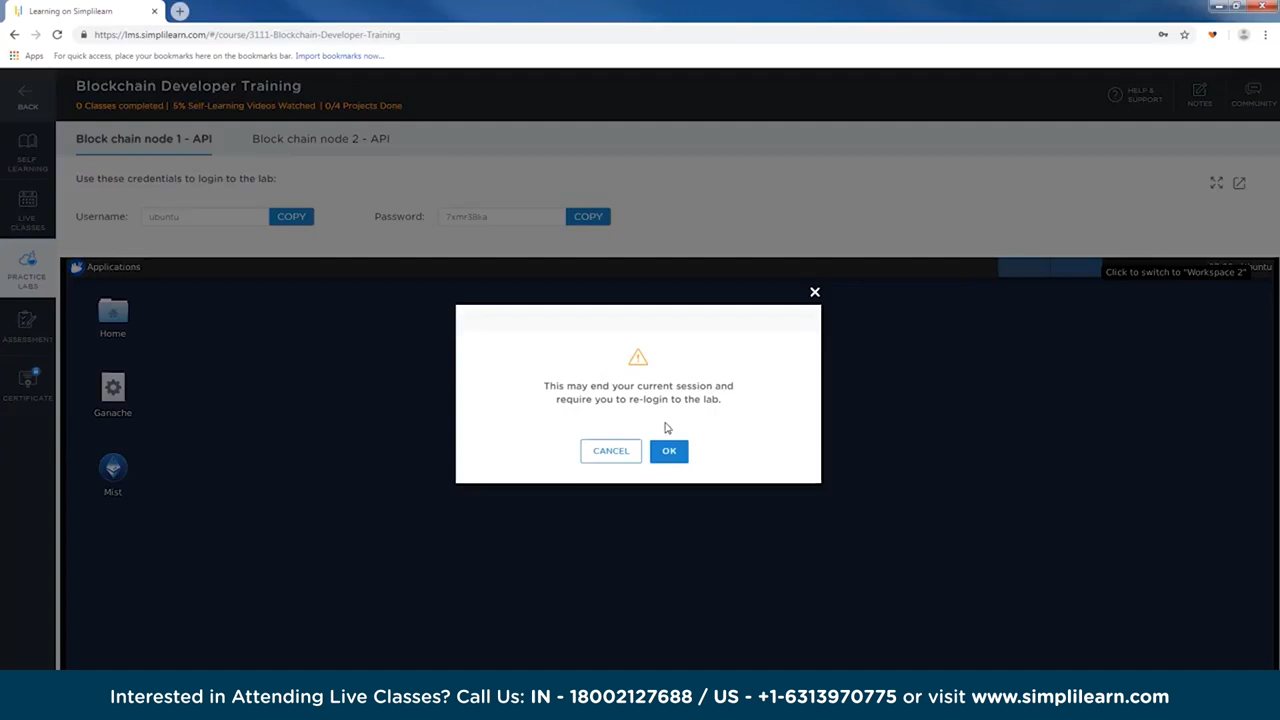 Learning on Simplilearn
https://lms.simplilearn.com/#/course/3111-Blockchain-Developer-Training
Apps For quick access, place your bookmarks here on the bookmarks bar. Import bookmarks now...
BACK
Blockchain Developer Training
0 Classes completed | 5% Self-Learning Videos Watched | 0/4 Projects Done
HELP &
SUPPORT
NOTES
COMMUNITY
SELF
LEARNING
LIVE
CLASSES
PRACTICE
LABS
ASSESSMENT
CERTIFICATE
Block chain node 1 - API Block chain node 2 - API
Use these credentials to login to the lab:
Username: ubuntu COPY Password: 7xmr3Bka COPY
Applications
Click to switch to "Workspace 2"
Home
Ganache
Mist
This may end your current session and
require you to re-login to the lab.
CANCEL OK
Interested in Attending Live Classes? Call Us: IN - 18002127688 / US - +1-6313970775 or visit www.simplilearn.com